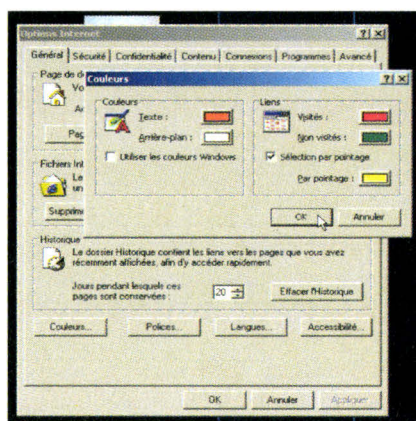 Options Internet
Général Sécurité Confidentialité Contenu Connexions Programmes Avancé
Page de
Couleurs
Couleurs
Texte :
Arrière-plan :
Utiliser les couleurs Windows
Liens
Visités :
Non visités :
Sélection par pointage
Par pointage :
OK Annuler
Fichiers
Historique
Le dossier Historique contient les liens vers les pages que vous avez
récemment affichées, afin d'y accéder rapidement.
Jours pendant lesquels ces
pages sont conservées :
20
Effacer l'Historique
Couleurs... Polices... Langues... Accessibilité...
OK Annuler Appliquer